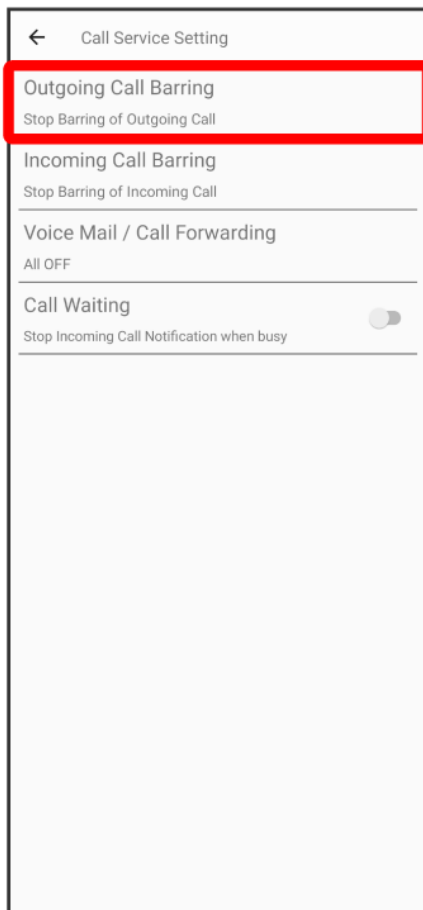 Call Service Setting
Outgoing Call Barring
Stop Barring of Outgoing Call
Incoming Call Barring
Stop Barring of Incoming Call
Voice Mail / Call Forwarding
All OFF
Call Waiting
Stop Incoming Call Notification when busy